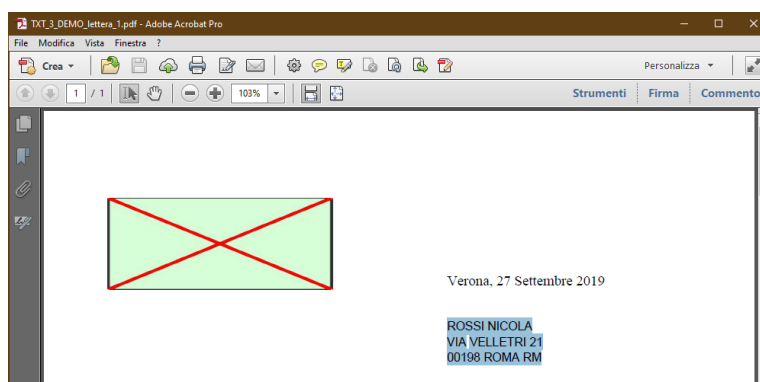 TXT_3_DEMO_lettera_1.pdf - Adobe Acrobat Pro
File Modifica Vista Finestra ?
Crea Personalizza
1 / 1 103% Strumenti Firma Commento
Verona, 27 Settembre 2019
ROSSI NICOLA
VIA VELLETRI 21
00198 ROMA RM